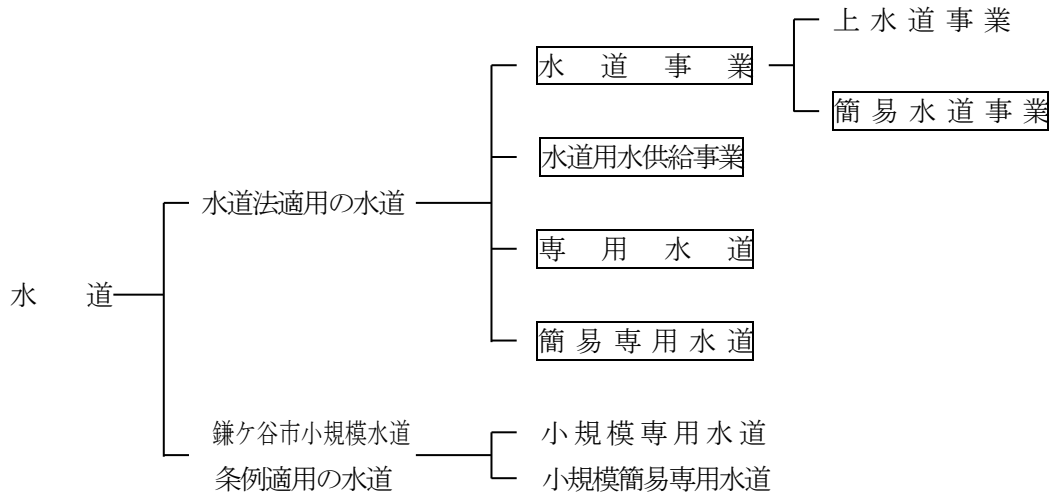 上水道事業
水道事業
簡易水道事業
水道用水供給事業
水道法適用の水道
専用水道
水道
簡易専用水道
鎌ケ谷市小規模水道
条例適用の水道
小規模専用水道
小規模簡易専用水道